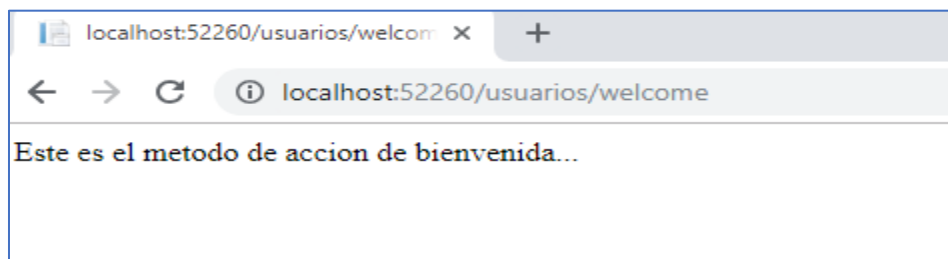 localhost:52260/usuarios/welcom
localhost:52260/usuarios/welcome
Este es el metodo de accion de bienvenida...